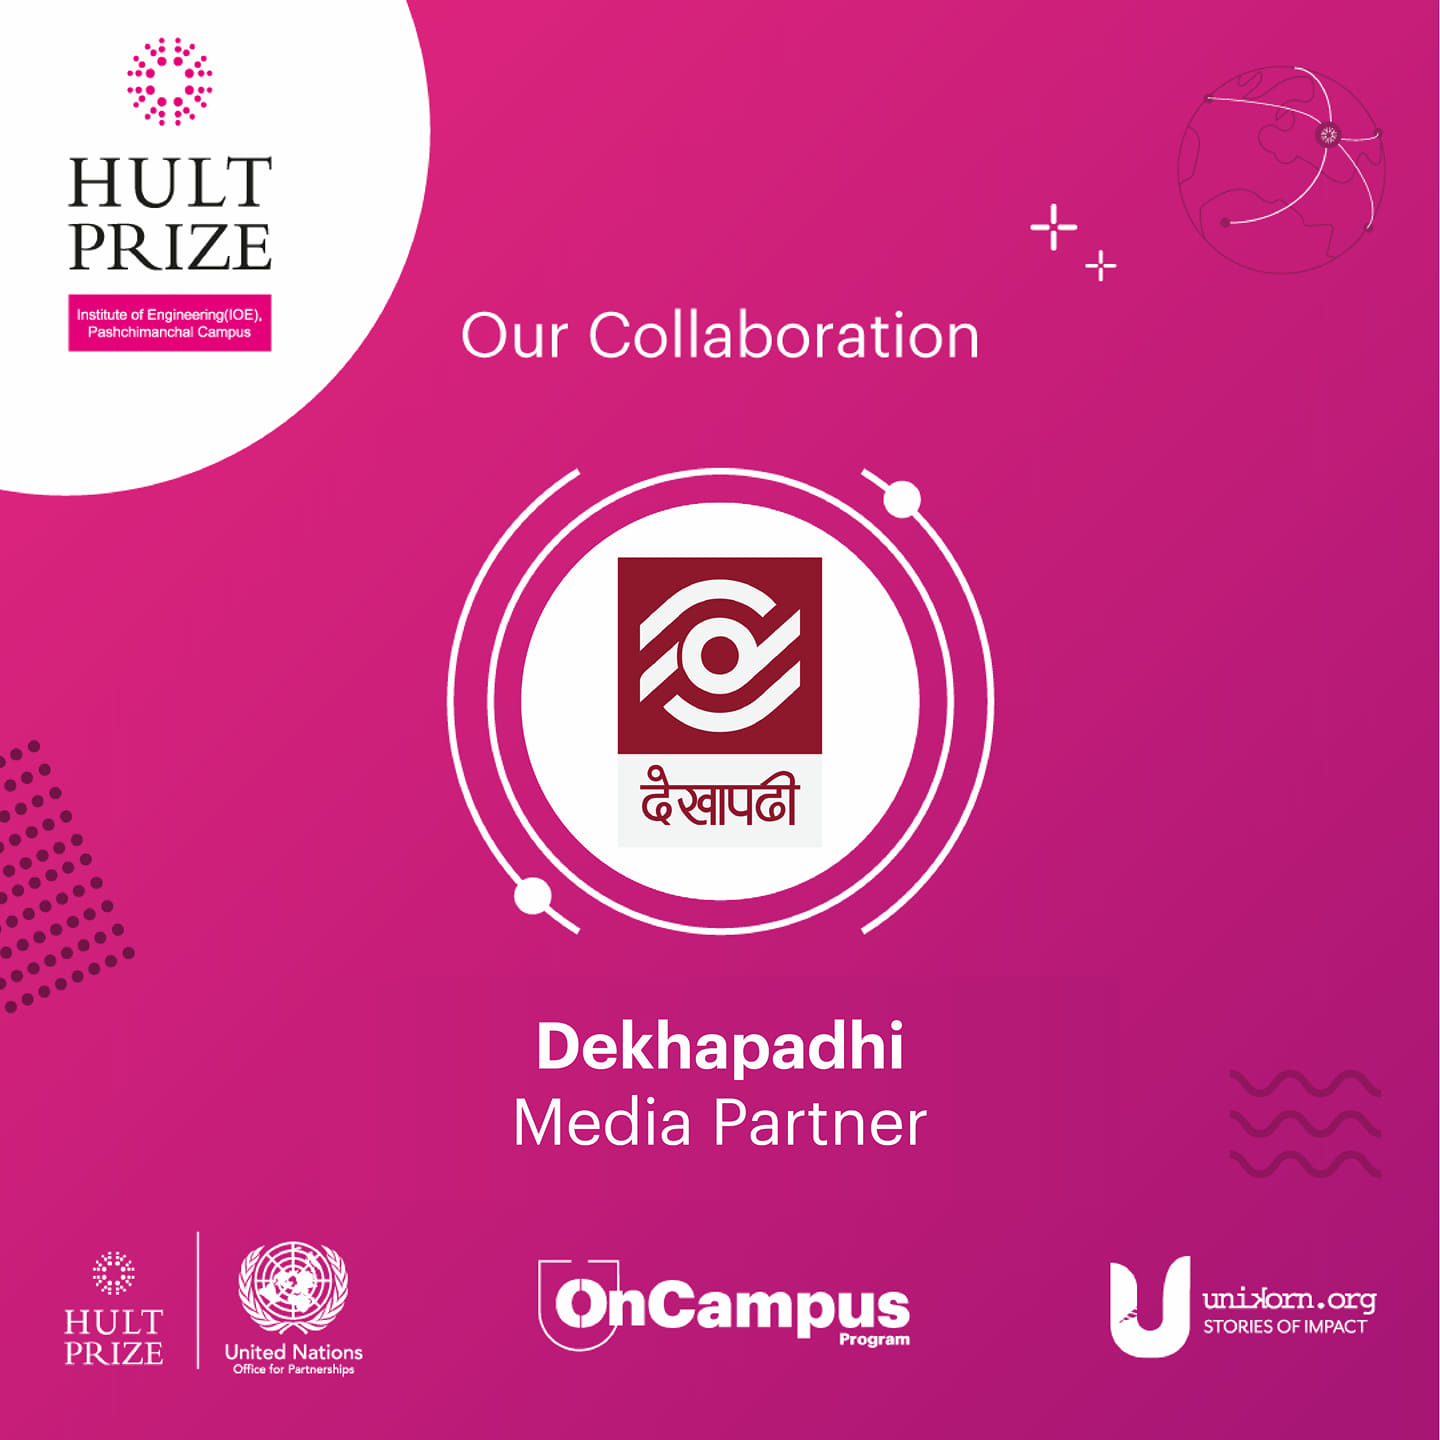 HULT
PRIZE
Institute of Engineering(IOE),
Pashchimanchal Campus
Our Collaboration
देखापढी
Dekhapadhi
Media Partner
HULT
PRIZE
United Nations
Office for Partnerships
OnCampus
Program
unikorn.org
STORIES OF IMPACT